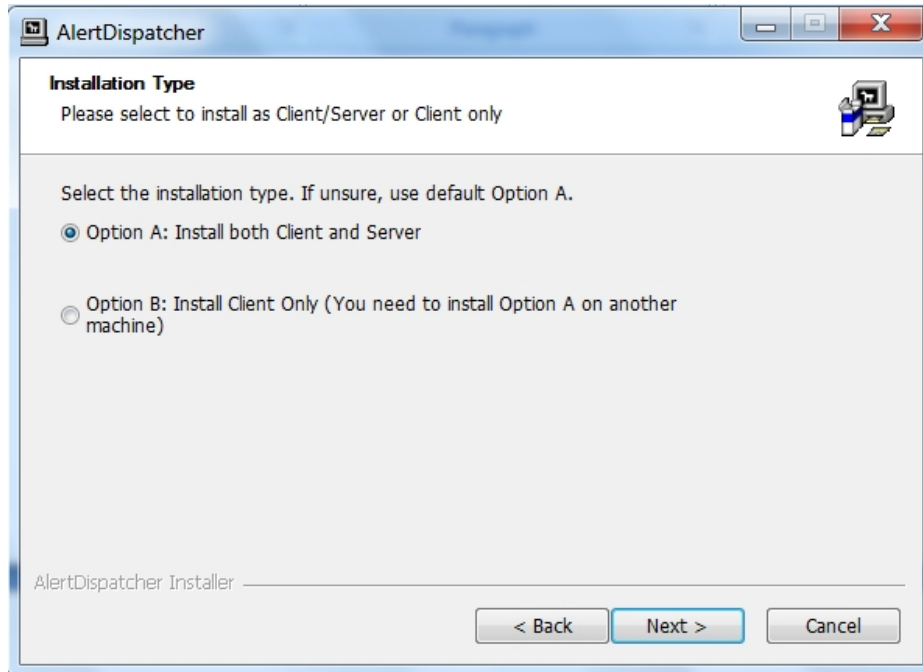 AlertDispatcher
Installation Type
Please select to install as Client/Server or Client only
Select the installation type. If unsure, use default Option A.
Option A: Install both Client and Server
Option B: Install Client Only (You need to install Option A on another
machine)
AlertDispatcher Installer
< Back Next > Cancel